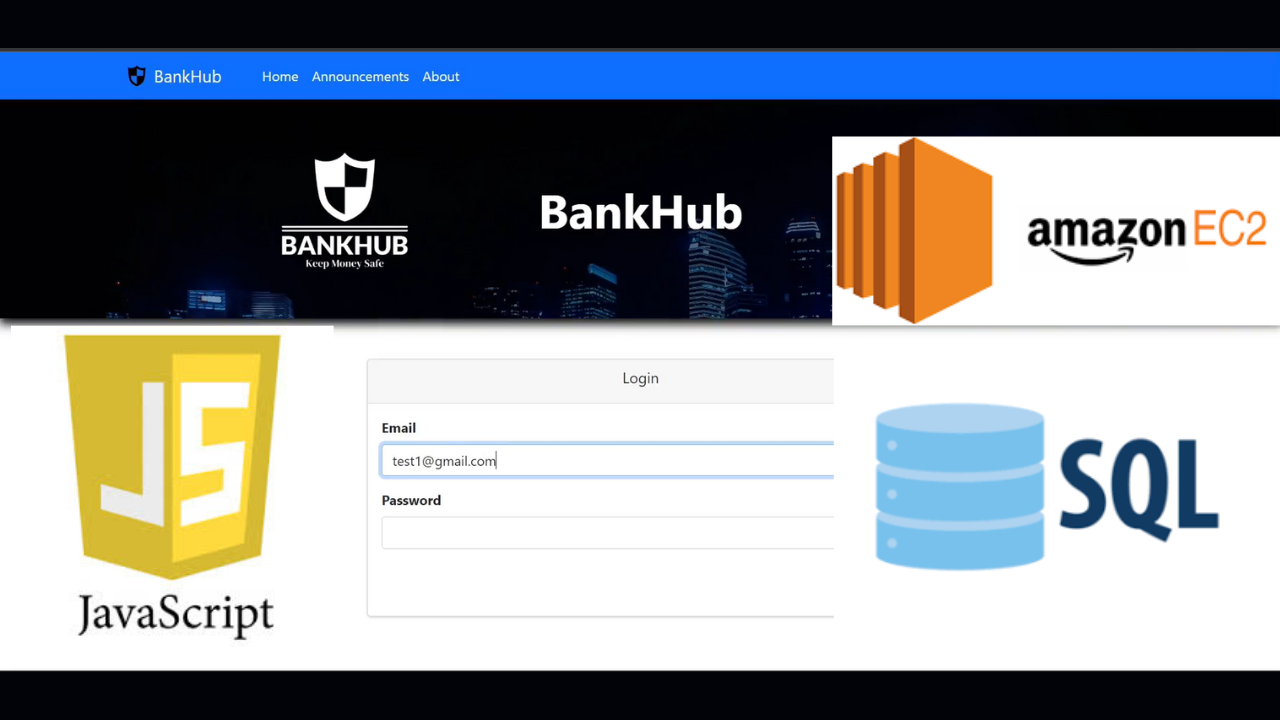 BankHub
Home
Announcements
About
BANKHUB
Keep Money Safe
BankHub
amazon EC2
JS
JavaScript
Login
Email
test1@gmail.com
Password
SQL